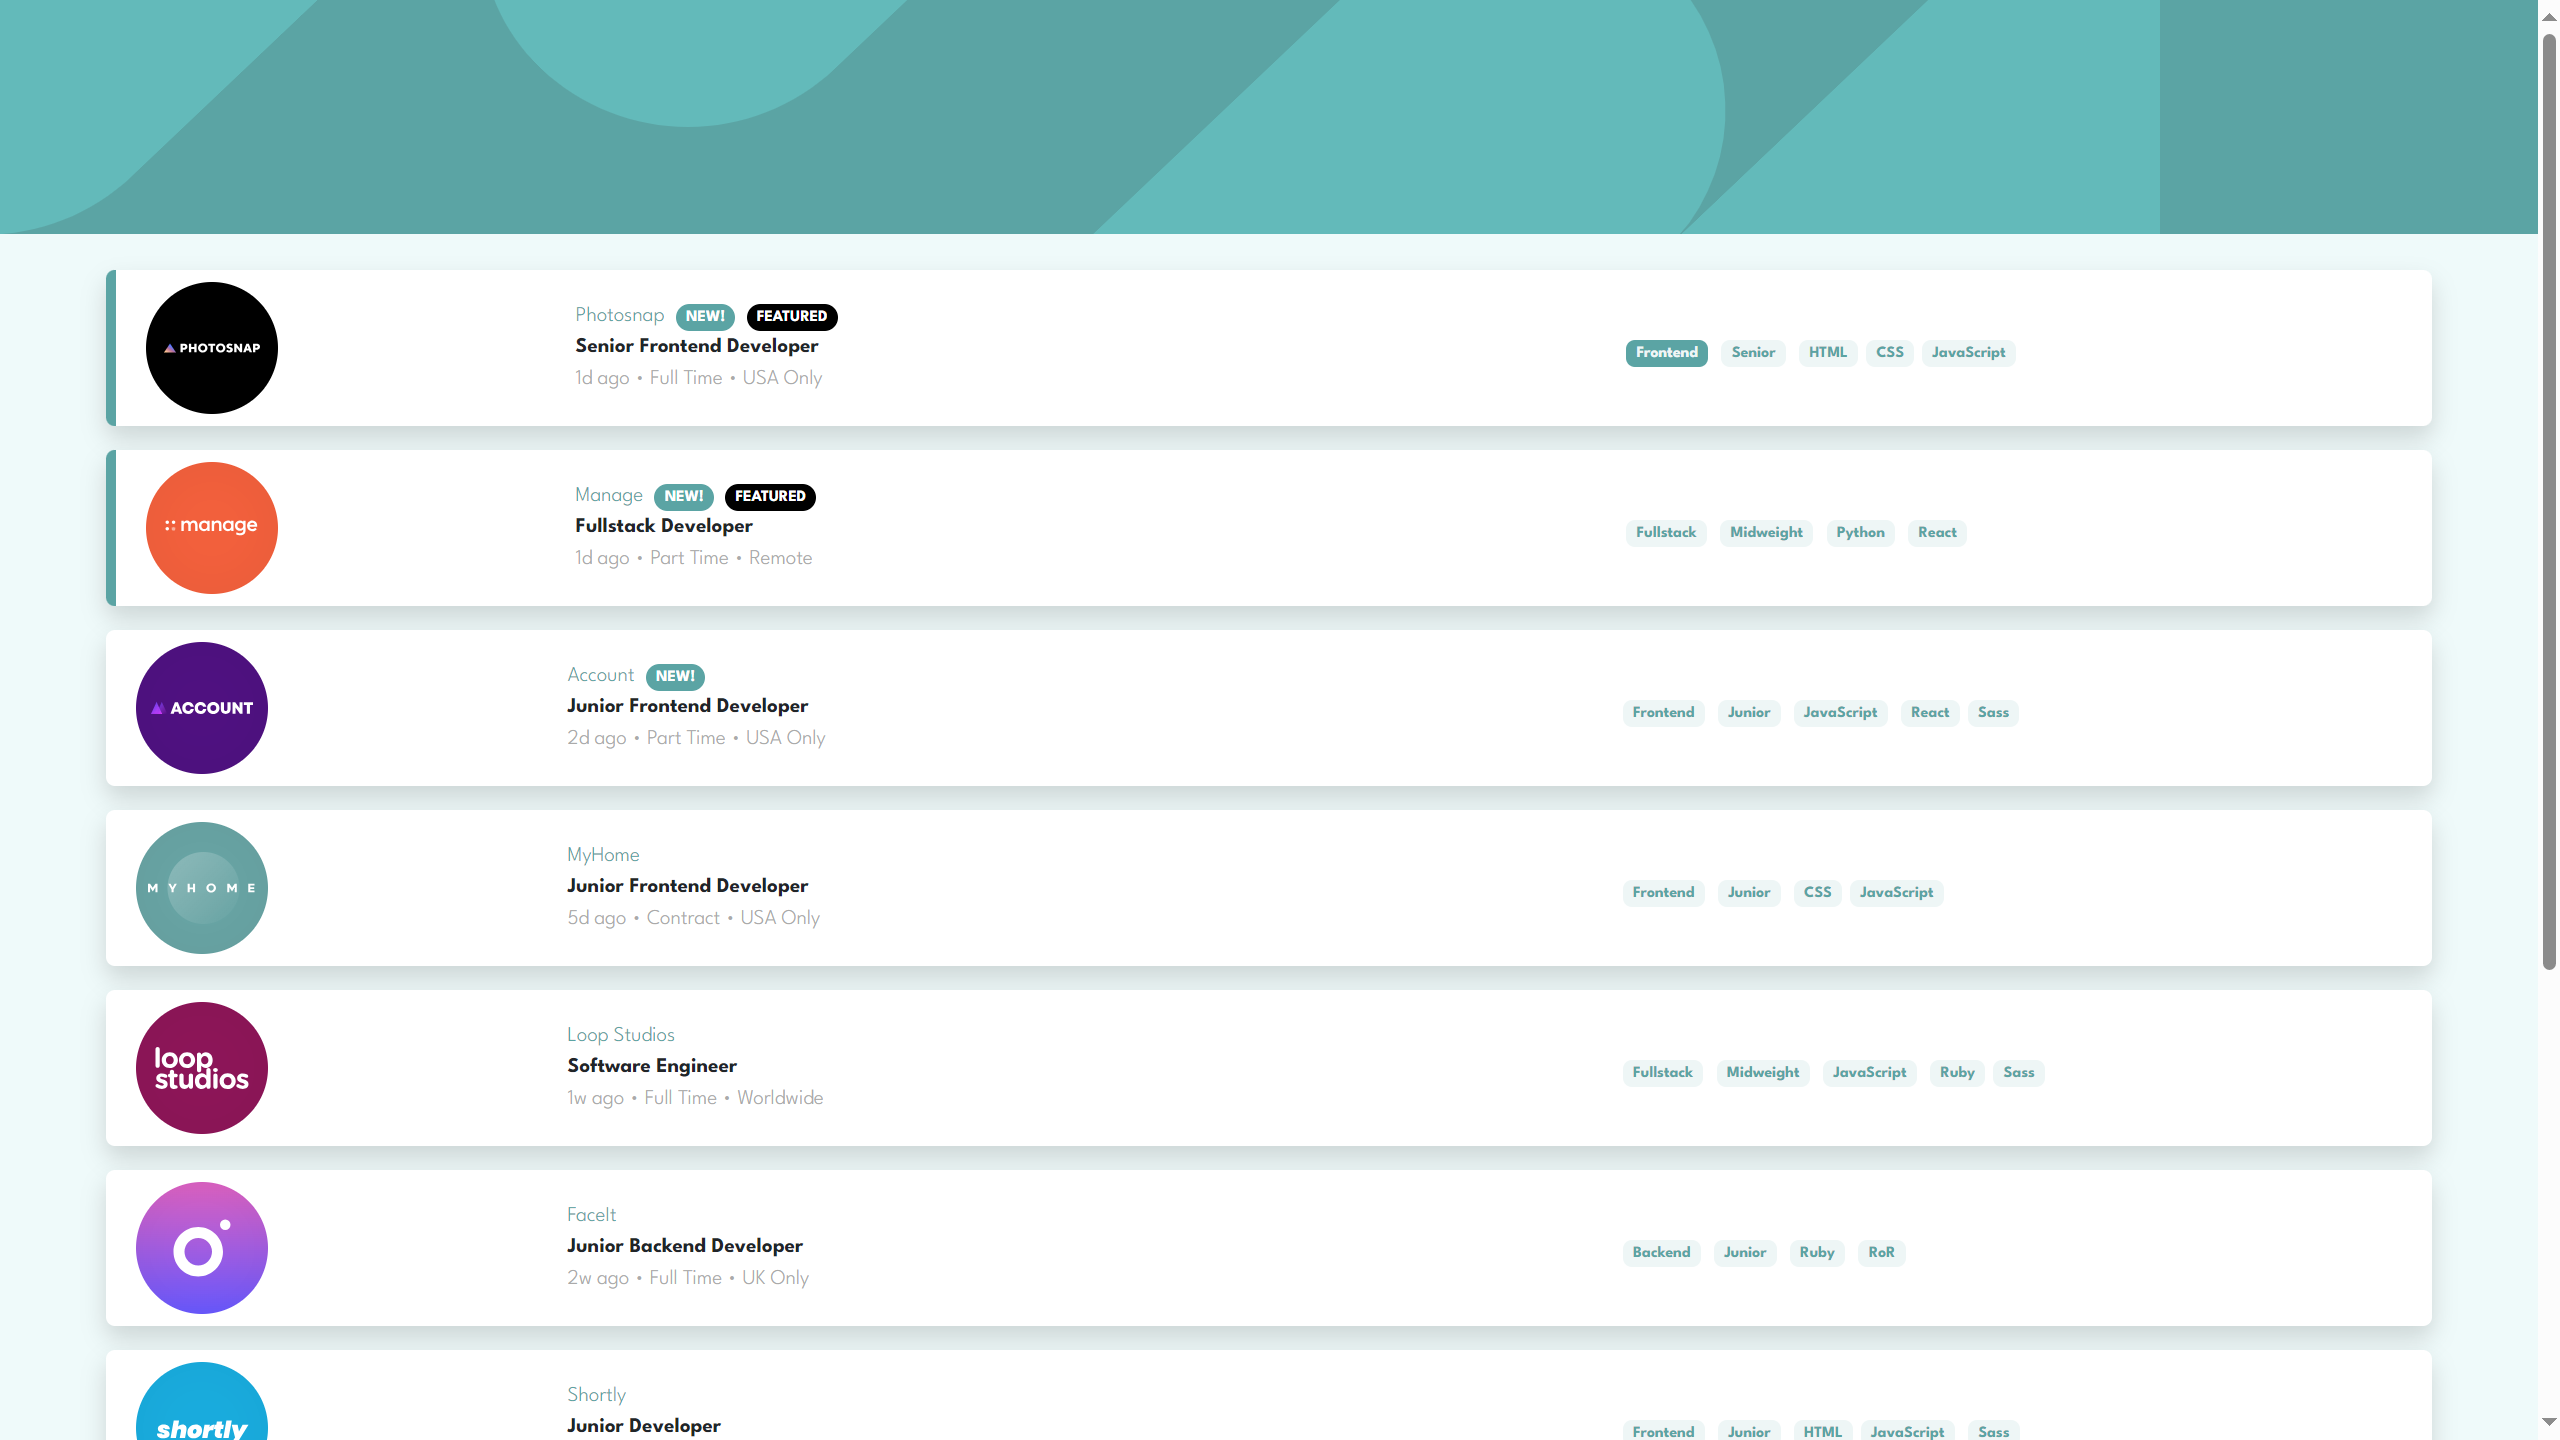 PHOTOSNAP
Photosnap NEW! FEATURED
Senior Frontend Developer
1d ago • Full Time • USA Only
Frontend Senior HTML CSS JavaScript
manage
Manage NEW! FEATURED
Fullstack Developer
1d ago • Part Time • Remote
Fullstack Midweight Python React
ACCOUNT
Account NEW!
Junior Frontend Developer
2d ago • Part Time • USA Only
Frontend Junior JavaScript React Sass
MYHOME
MyHome
Junior Frontend Developer
5d ago • Contract • USA Only
Frontend Junior CSS JavaScript
loop
studios
Loop Studios
Software Engineer
1w ago • Full Time • Worldwide
Fullstack Midweight JavaScript Ruby Sass
FaceIt
Junior Backend Developer
2w ago • Full Time • UK Only
Backend Junior Ruby RoR
shortly
Shortly
Junior Developer
Frontend Junior HTML JavaScript Sass